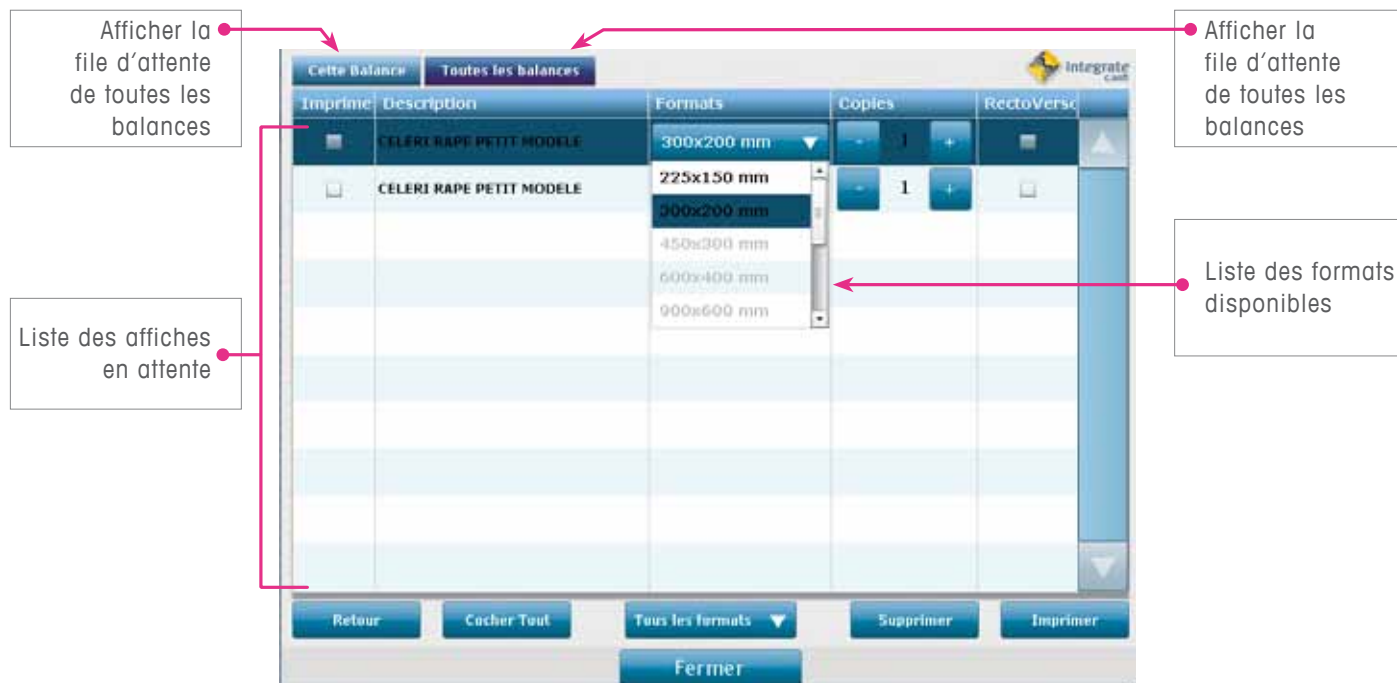 Afficher la
file d'attente
de toutes les
balances
Afficher la
file d'attente
de toutes les
balances
Cette Balance
Toutes les balances
Integrate
cash
Imprime Description Formats Copies RectoVerso
CELERI RAPE PETIT MODELE 300x200 mm - 1 +
CELERI RAPE PETIT MODELE - 1 +
225x150 mm
300x200 mm
450x300 mm
600x400 mm
900x600 mm
Liste des formats
disponibles
Liste des affiches
en attente
Retour Cocher Tout Tous les formats Supprimer Imprimer
Fermer